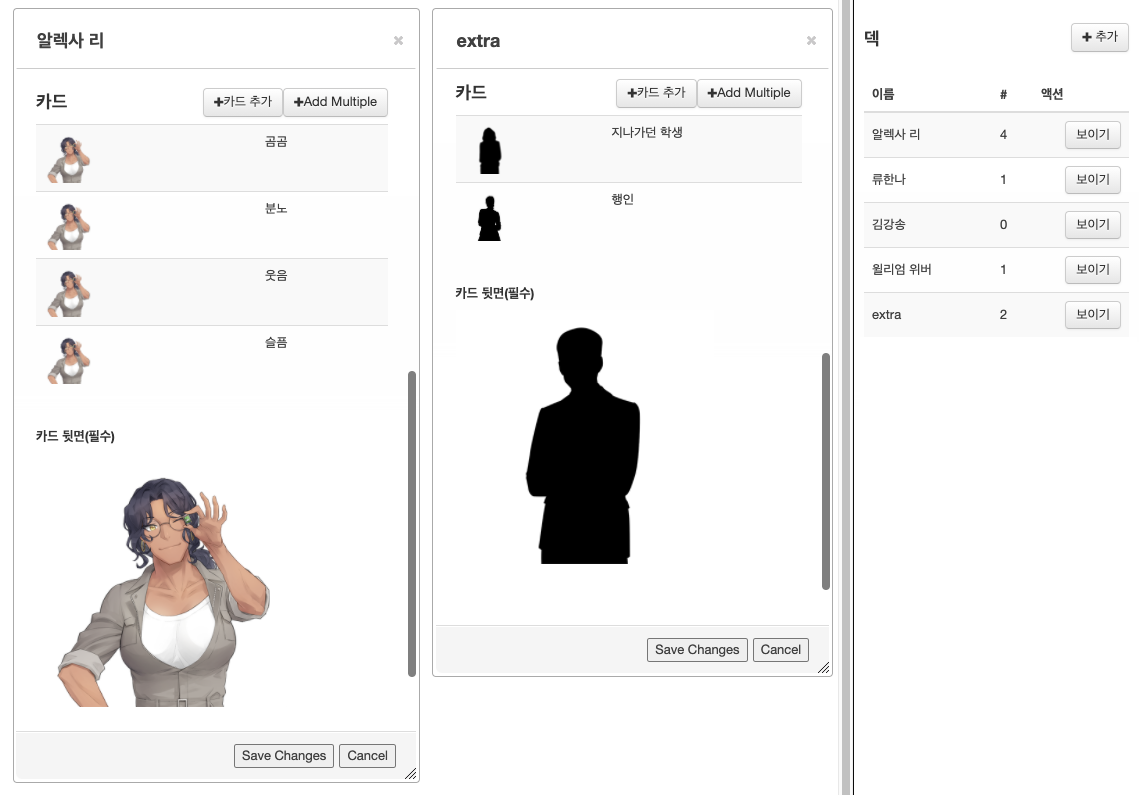 알렉사 리
×
카드
+카드 추가
+Add Multiple
곰곰
분노
웃음
슬픔
카드 뒷면(필수)
Save Changes
Cancel
extra
×
카드
+카드 추가
+Add Multiple
지나가던 학생
행인
카드 뒷면(필수)
Save Changes
Cancel
덱
+ 추가
이름 # 액션
알렉사 리 4 보이기
류한나 1 보이기
김강송 0 보이기
윌리엄 위버 1 보이기
extra 2 보이기